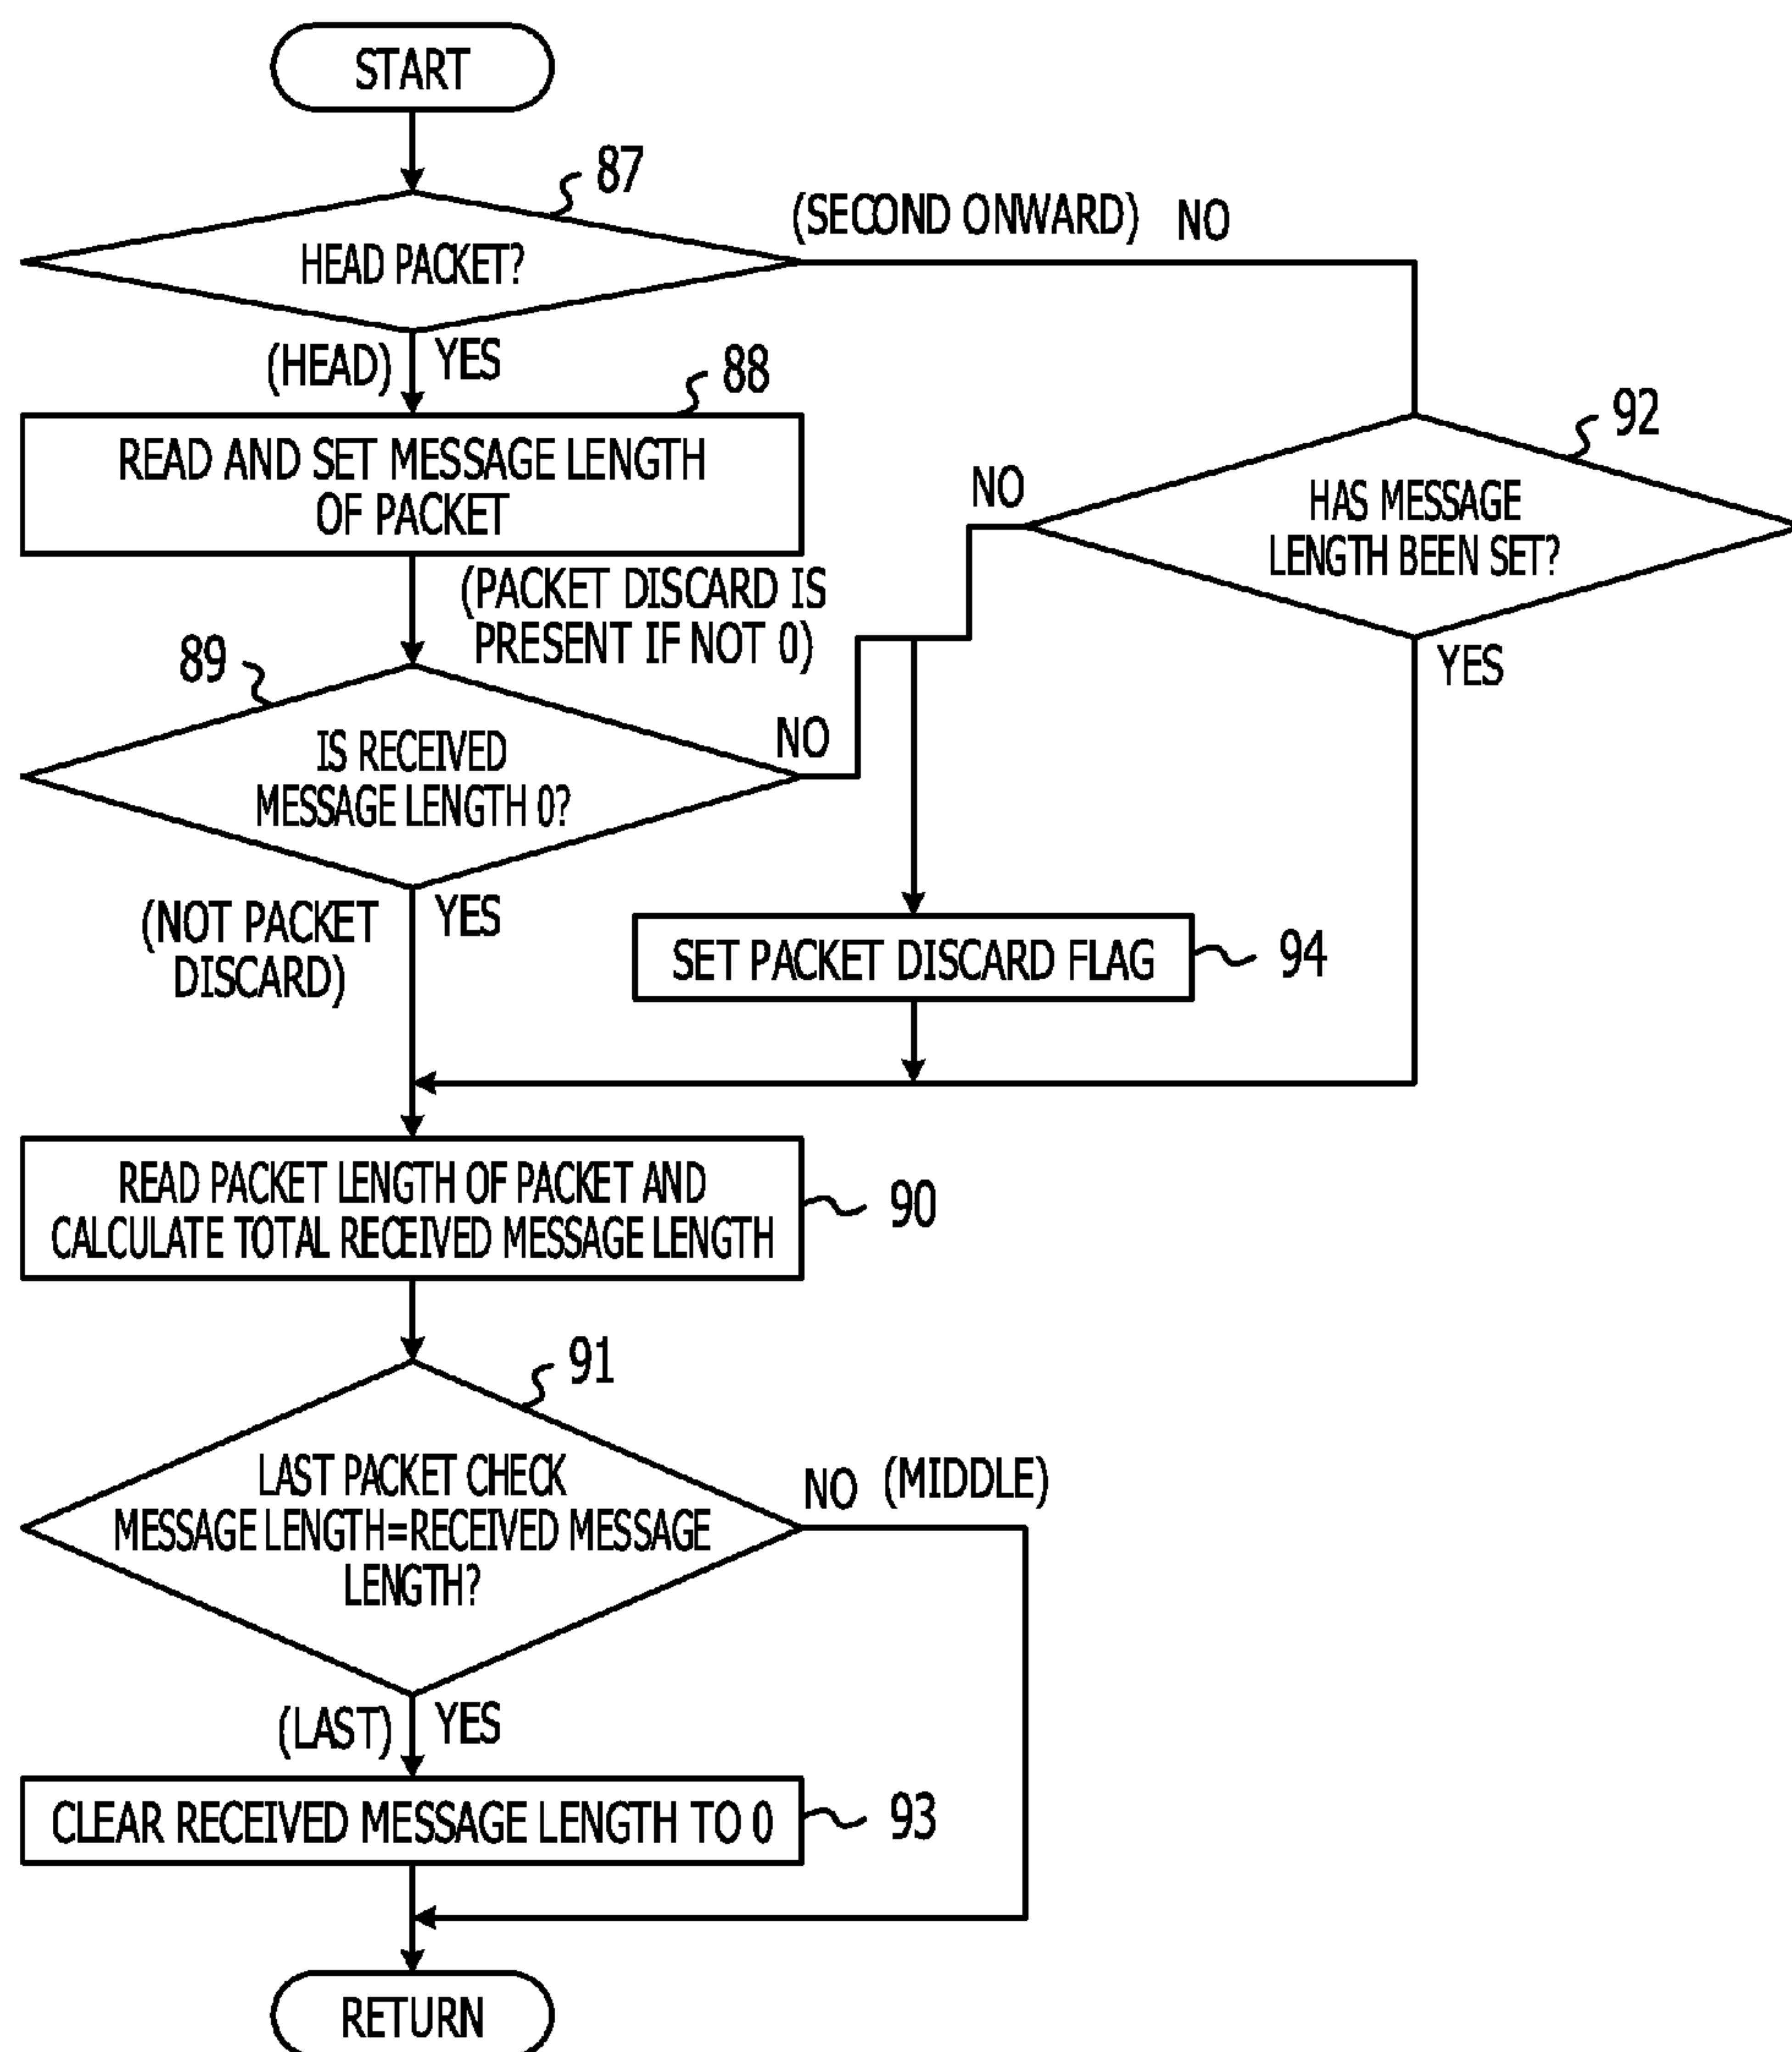 START
87
(SECOND ONWARD) NO
HEAD PACKET?
(HEAD) YES
88
READ AND SET MESSAGE LENGTH
OF PACKET
92
NO
HAS MESSAGE
LENGTH BEEN SET?
YES
(PACKET DISCARD IS
PRESENT IF NOT 0)
89
NO
IS RECEIVED
MESSAGE LENGTH 0?
(NOT PACKET
DISCARD)
YES
SET PACKET DISCARD FLAG
94
READ PACKET LENGTH OF PACKET AND
CALCULATE TOTAL RECEIVED MESSAGE LENGTH
90
91
LAST PACKET CHECK
MESSAGE LENGTH=RECEIVED MESSAGE
LENGTH?
NO (MIDDLE)
(LAST) YES
CLEAR RECEIVED MESSAGE LENGTH TO 0
93
RETURN